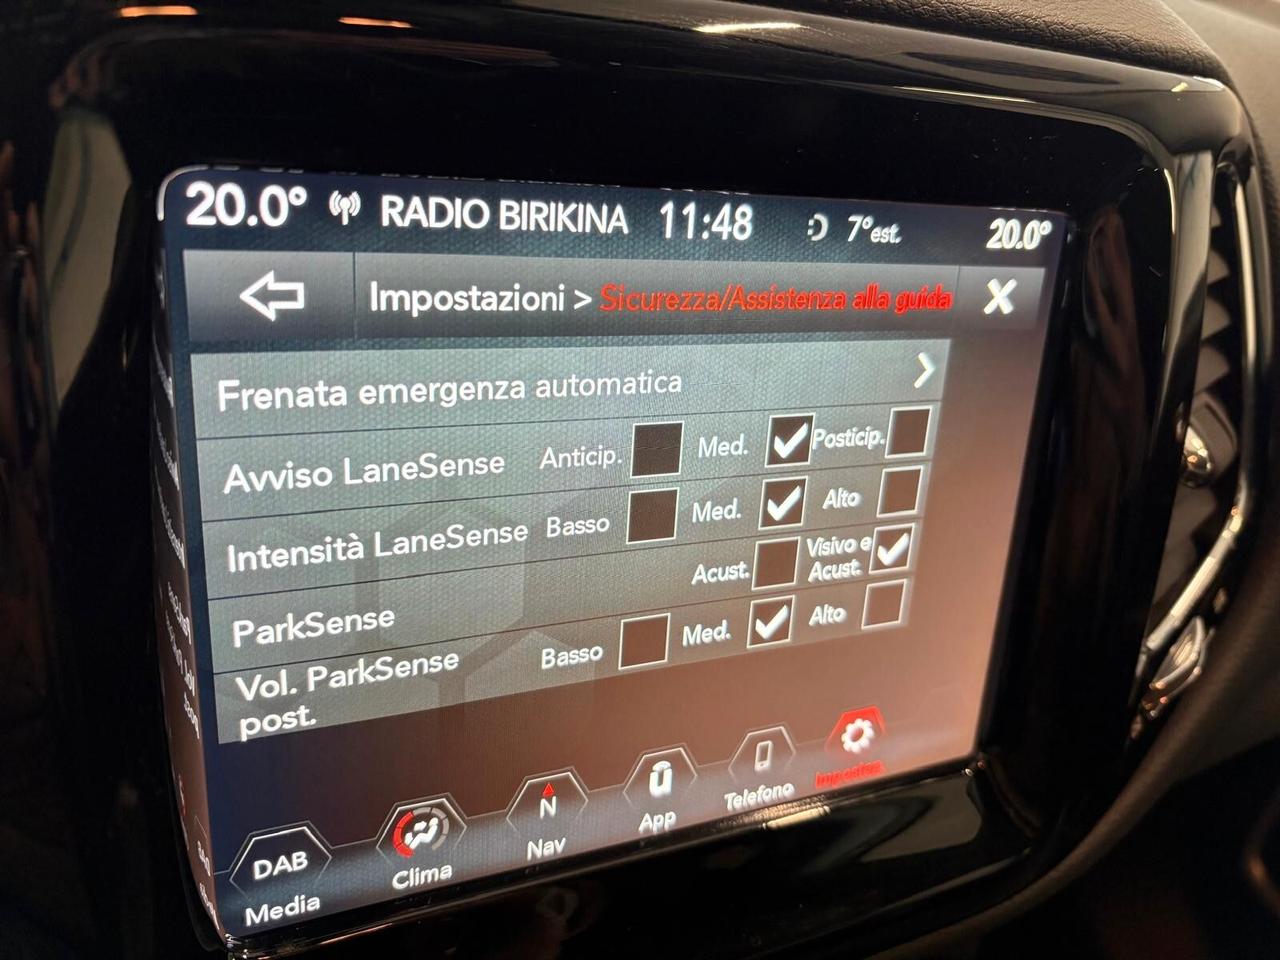 20.0° RADIO BIRIKINA 11:48 7°est. 20.0°
Impostazioni > Sicurezza/Assistenza alla guida X
Frenata emergenza automatica
Avviso LaneSense Anticip. Med. Posticip.
Intensità LaneSense Basso Med. Alto
ParkSense Acust. Visivo e
Acust.
Vol. ParkSense Basso Med. Alto
post.
DAB N
Media Clima Nav App Telefono